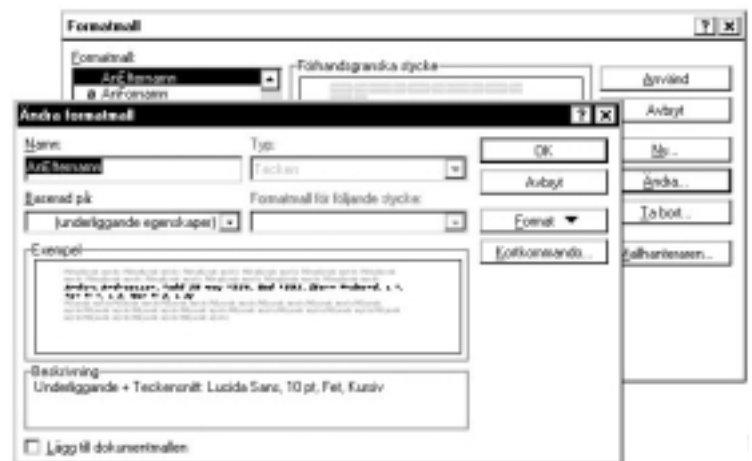 Formatmall
Formatmall:
AnEfternamn
a AnFörnamn
Förhandsgranska stycke
Använd
Avbryt
Ny...
Ändra...
Ta bort...
Mallhanteraren...
Ändra formatmall
Namn:
AnEfternamn
Typ:
Tecken
Baserad på:
(underliggande egenskaper)
Formatmall för följande stycke:
OK
Avbryt
Format
Kortkommando...
Exempel
Beskrivning
Underliggande + Teckensnitt: Lucida Sans, 10 pt, Fet, Kursiv
Lägg till dokumentmallen